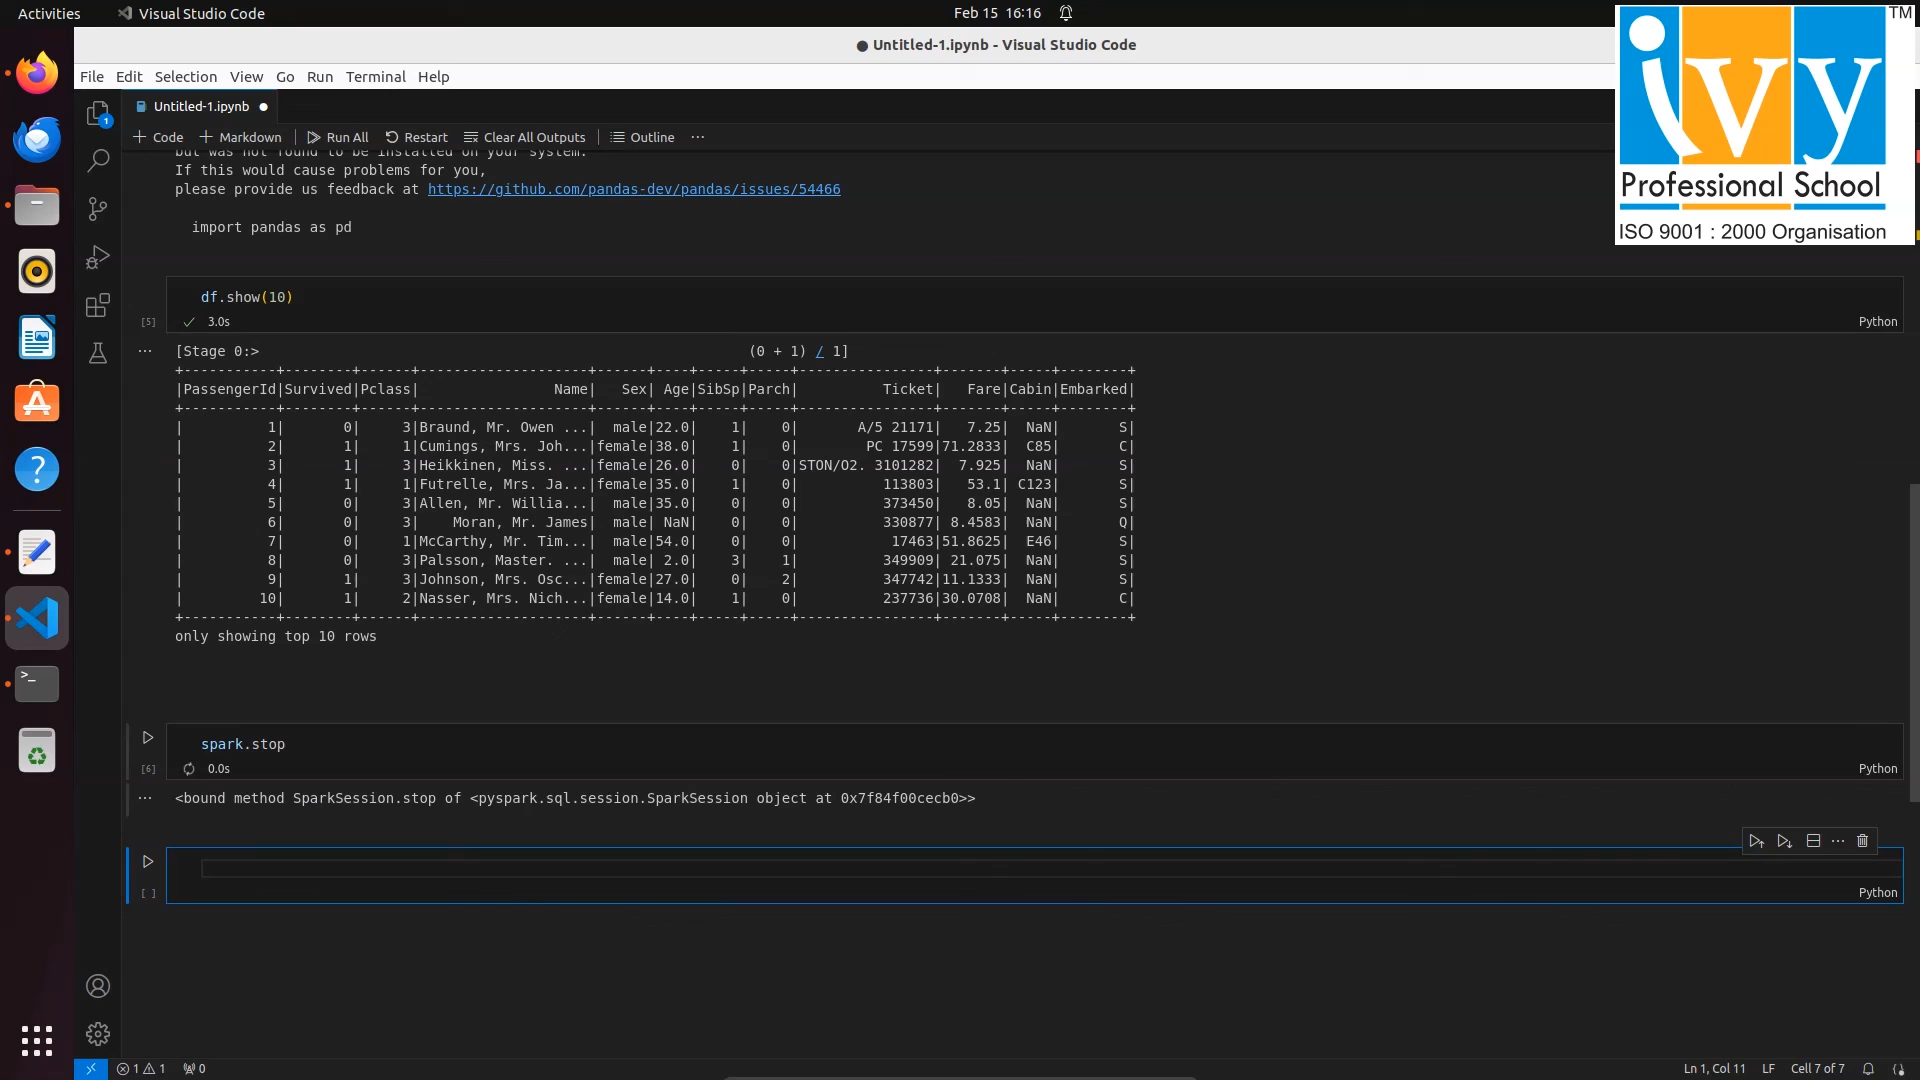 Activities
Visual Studio Code
Feb 15 16:16
Untitled-1.ipynb - Visual Studio Code
File Edit Selection View Go Run Terminal Help
Untitled-1.ipynb
Code Markdown Run All Restart Clear All Outputs Outline ...
but was not found to be installed on your system.
If this would cause problems for you,
please provide us feedback at https://github.com/pandas-dev/pandas/issues/54466
import pandas as pd
df.show(10)
[5] 3.0s Python
[Stage 0:> (0 + 1) / 1]
+-----------+--------+------+--------------------+------+----+-----+-----+----------------+-------+-----+--------+
|PassengerId|Survived|Pclass|                Name|   Sex| Age|SibSp|Parch|          Ticket|   Fare|Cabin|Embarked|
+-----------+--------+------+--------------------+------+----+-----+-----+----------------+-------+-----+--------+
|          1|       0|     3|Braund, Mr. Owen ...|  male|22.0|    1|    0|       A/5 21171|   7.25|  NaN|       S|
|          2|       1|     1|Cumings, Mrs. Joh...|female|38.0|    1|    0|        PC 17599|71.2833|  C85|       C|
|          3|       1|     3|Heikkinen, Miss. ...|female|26.0|    0|    0|STON/O2. 3101282|  7.925|  NaN|       S|
|          4|       1|     1|Futrelle, Mrs. Ja...|female|35.0|    1|    0|          113803|   53.1| C123|       S|
|          5|       0|     3|Allen, Mr. Willia...|  male|35.0|    0|    0|          373450|   8.05|  NaN|       S|
|          6|       0|     3|    Moran, Mr. James|  male| NaN|    0|    0|          330877| 8.4583|  NaN|       Q|
|          7|       0|     1|McCarthy, Mr. Tim...|  male|54.0|    0|    0|           17463|51.8625|  E46|       S|
|          8|       0|     3|Palsson, Master. ...|  male| 2.0|    3|    1|          349909| 21.075|  NaN|       S|
|          9|       1|     3|Johnson, Mrs. Osc...|female|27.0|    0|    2|          347742|11.1333|  NaN|       S|
|         10|       1|     2|Nasser, Mrs. Nich...|female|14.0|    1|    0|          237736|30.0708|  NaN|       C|
+-----------+--------+------+--------------------+------+----+-----+-----+----------------+-------+-----+--------+
only showing top 10 rows
spark.stop
[6] 0.0s Python
<bound method SparkSession.stop of <pyspark.sql.session.SparkSession object at 0x7f84f00cecb0>>
[ ] Python
1 1 0
Ln 1, Col 11 LF Cell 7 of 7
1
ivy TM
Professional School
ISO 9001 : 2000 Organisation